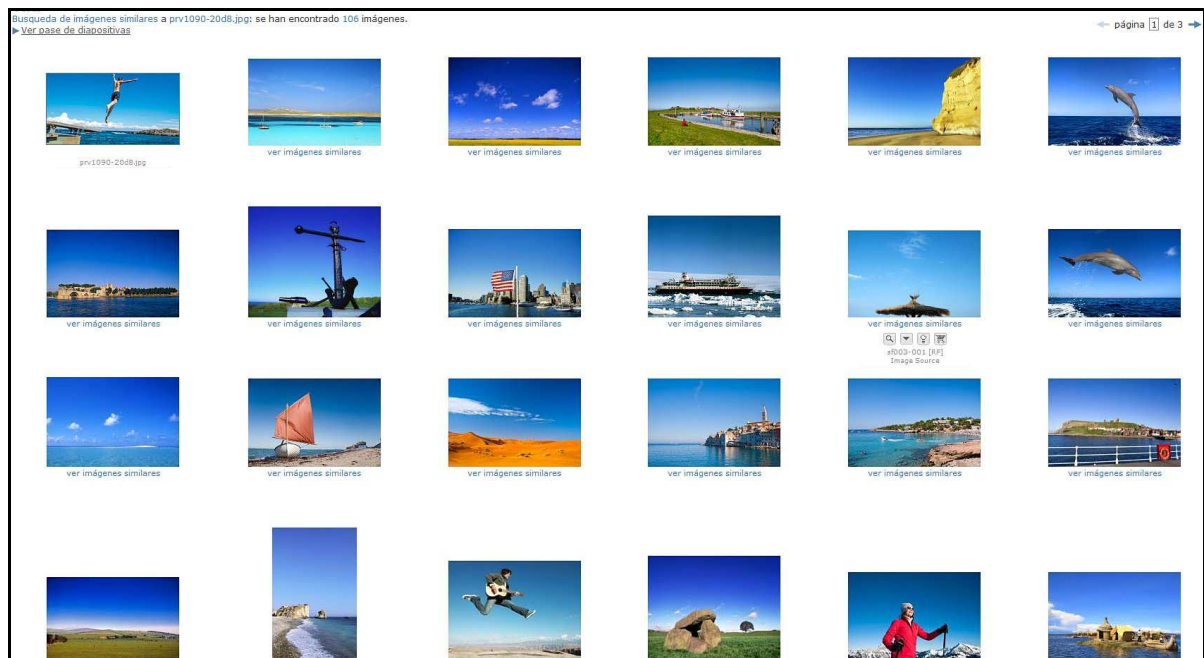 Busqueda de imágenes similares a prv1090-20d8.jpg: se han encontrado 106 imágenes.
▶ Ver pase de diapositivas
página 1 de 3
prv1090-20d8.jpg
ver imágenes similares
ver imágenes similares
ver imágenes similares
ver imágenes similares
ver imágenes similares
ver imágenes similares
ver imágenes similares
ver imágenes similares
ver imágenes similares
ver imágenes similares
ver imágenes similares
sf003-001 [RF]
Image Source
ver imágenes similares
ver imágenes similares
ver imágenes similares
ver imágenes similares
ver imágenes similares
ver imágenes similares